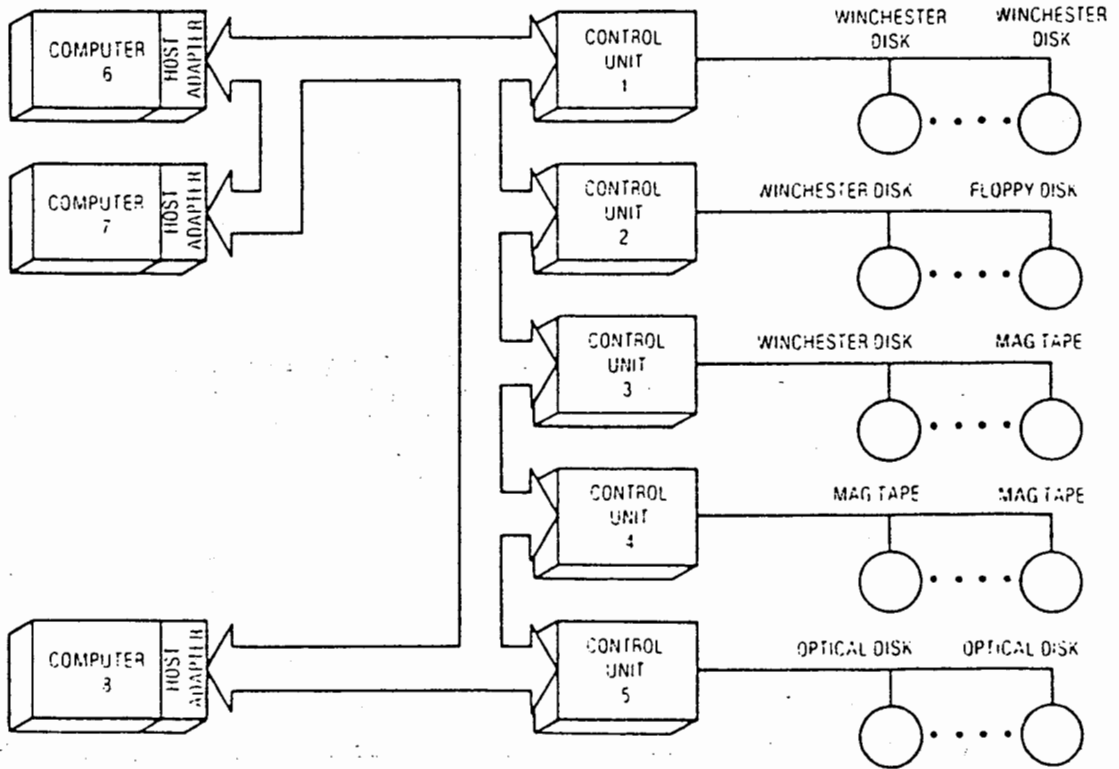 COMPUTER
6
HOST
ADAPTER
CONTROL
UNIT
1
WINCHESTER
DISK
WINCHESTER
DISK
COMPUTER
7
HOST
ADAPTER
CONTROL
UNIT
2
WINCHESTER DISK
FLOPPY DISK
CONTROL
UNIT
3
WINCHESTER DISK
MAG TAPE
CONTROL
UNIT
4
MAG TAPE
MAG TAPE
COMPUTER
8
HOST
ADAPTER
CONTROL
UNIT
5
OPTICAL DISK
OPTICAL DISK